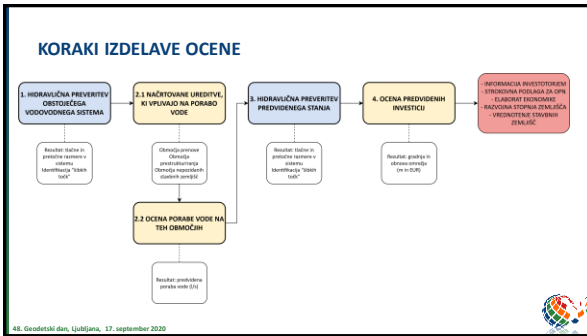 KORAKI IZDELAVE OCENE
1. HIDRAVLIČNA PREVERITEV
OBSTOJEČEGA
VODOVODNEGA SISTEMA
2.1 NAČRTOVANE UREDITVE,
KI VPLIVAJO NA PORABO
VODE
3. HIDRAVLIČNA PREVERITEV
PREDVIDENEGA STANJA
4. OCENA PREDVIDENIH
INVESTICIJ
- INFORMACIJA INVESTITORJEM
- STROKOVNA PODLAGA ZA OPN
- ELABORAT EKONOMIKE
- RAZVOJNA STOPNJA ZEMLJIŠČA
- VREDNOTENJE STAVBNIH
ZEMLJIŠČ
Rezultat: tlačne in
pretočne razmere v
sistemu
Identifikacija "šibkih
točk"
Območja prenove
Območja
prestrukturiranja
Območja nepozidanih
stavbnih zemljišč
Rezultat: tlačne in
pretočne razmere v
sistemu
Identifikacija "šibkih
točk"
Rezultat: gradnja in
obnova omrežja
(m in EUR)
2.2 OCENA PORABE VODE NA
TEH OBMOČJIH
Rezultat: predvidena
poraba vode (l/s)
48. Geodetski dan, Ljubljana, 17. september 2020